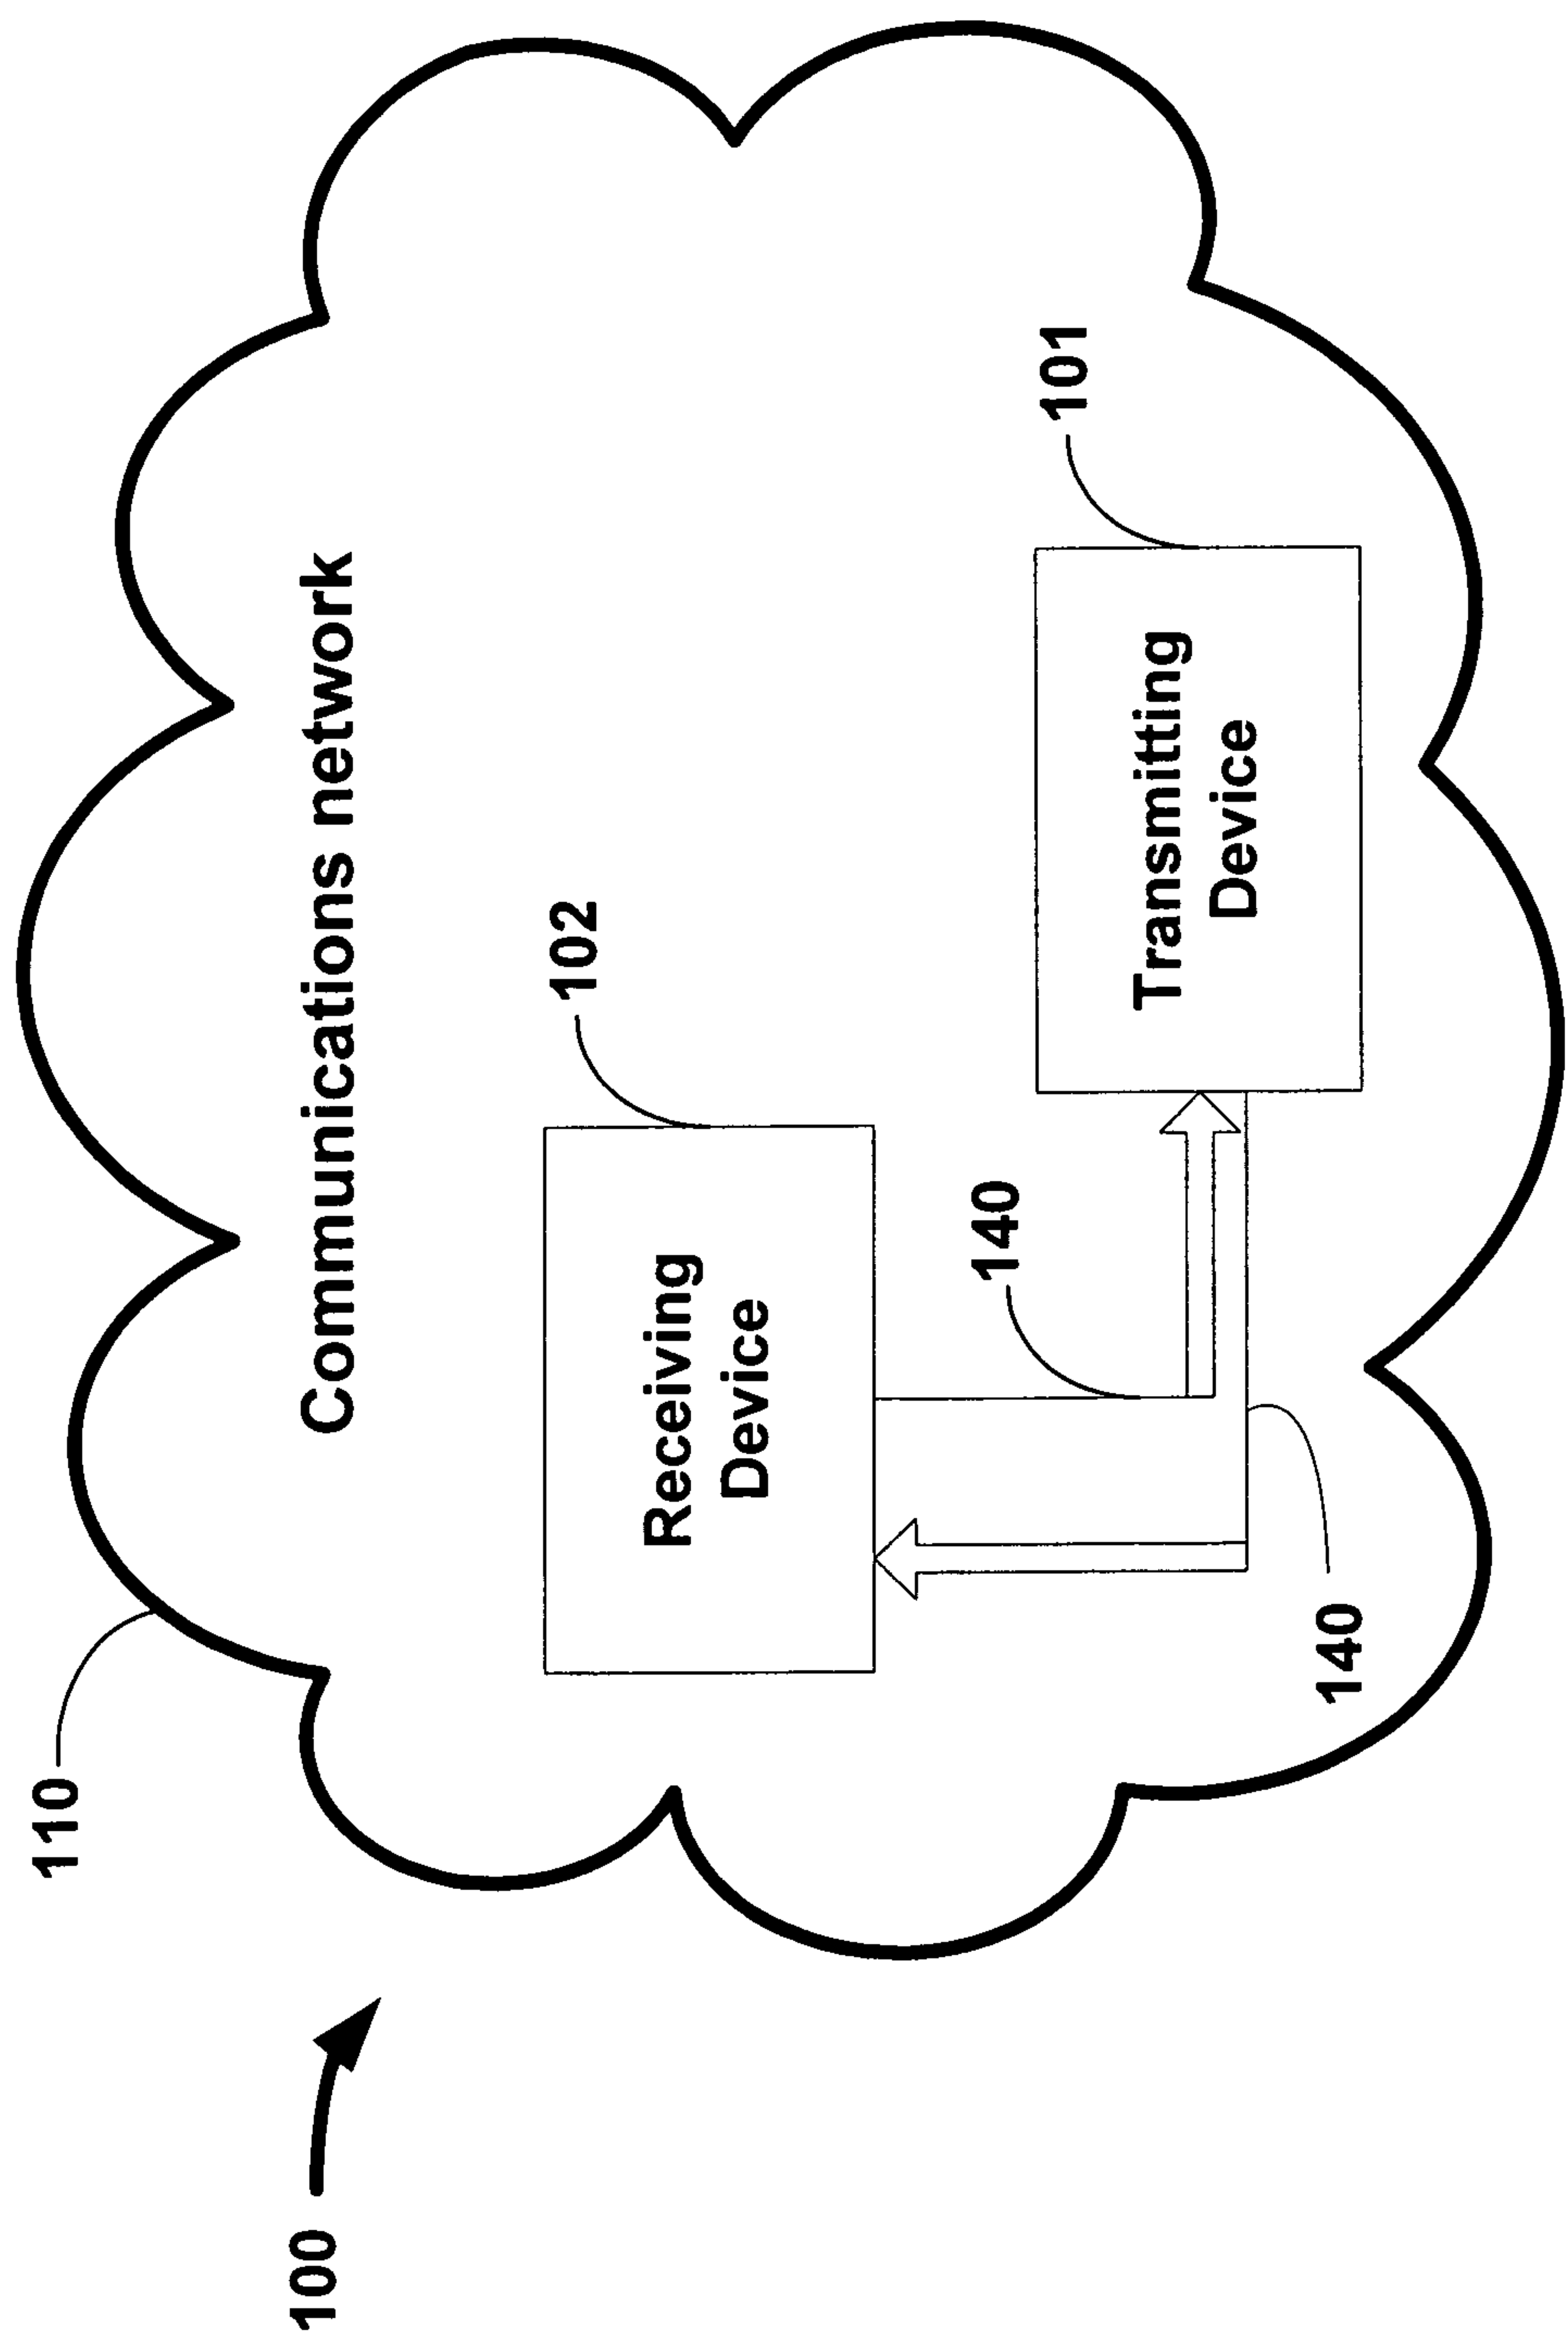 110
Communications network
102
Receiving
Device
101
140
Transmitting
Device
140
100